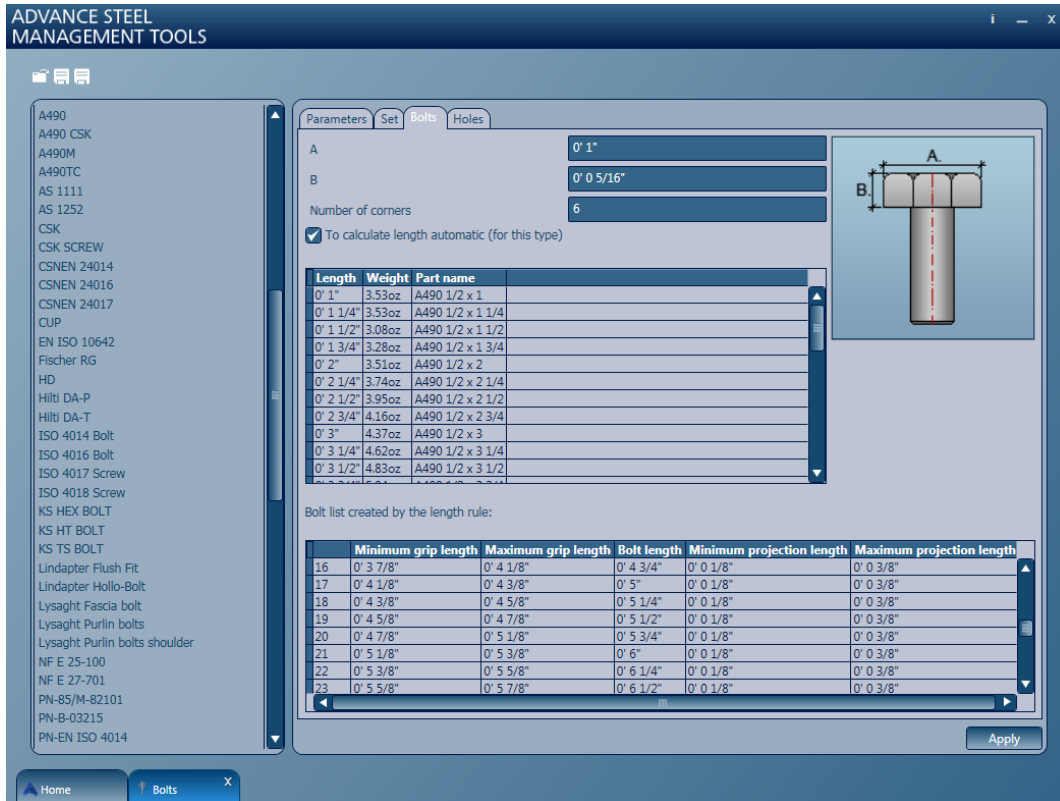 ADVANCE STEEL
MANAGEMENT TOOLS
i – x
A490
A490 CSK
A490M
A490TC
AS 1111
AS 1252
CSK
CSK SCREW
CSNEN 24014
CSNEN 24016
CSNEN 24017
CUP
EN ISO 10642
Fischer RG
HD
Hilti DA-P
Hilti DA-T
ISO 4014 Bolt
ISO 4016 Bolt
ISO 4017 Screw
ISO 4018 Screw
KS HEX BOLT
KS HT BOLT
KS TS BOLT
Lindapter Flush Fit
Lindapter Hollo-Bolt
Lysaght Fascia bolt
Lysaght Purlin bolts
Lysaght Purlin bolts shoulder
NF E 25-100
NF E 27-701
PN-85/M-82101
PN-B-03215
PN-EN ISO 4014
Parameters Set Bolts Holes
A 0' 1"
B 0' 0 5/16"
Number of corners 6
To calculate length automatic (for this type)
A.
B.
Length Weight Part name
0' 1" 3.53oz A490 1/2 x 1
0' 1 1/4" 3.53oz A490 1/2 x 1 1/4
0' 1 1/2" 3.08oz A490 1/2 x 1 1/2
0' 1 3/4" 3.28oz A490 1/2 x 1 3/4
0' 2" 3.51oz A490 1/2 x 2
0' 2 1/4" 3.74oz A490 1/2 x 2 1/4
0' 2 1/2" 3.95oz A490 1/2 x 2 1/2
0' 2 3/4" 4.16oz A490 1/2 x 2 3/4
0' 3" 4.37oz A490 1/2 x 3
0' 3 1/4" 4.62oz A490 1/2 x 3 1/4
0' 3 1/2" 4.83oz A490 1/2 x 3 1/2
Bolt list created by the length rule:
Minimum grip length Maximum grip length Bolt length Minimum projection length Maximum projection length
16 0' 3 7/8" 0' 4 1/8" 0' 4 3/4" 0' 0 1/8" 0' 0 3/8"
17 0' 4 1/8" 0' 4 3/8" 0' 5" 0' 0 1/8" 0' 0 3/8"
18 0' 4 3/8" 0' 4 5/8" 0' 5 1/4" 0' 0 1/8" 0' 0 3/8"
19 0' 4 5/8" 0' 4 7/8" 0' 5 1/2" 0' 0 1/8" 0' 0 3/8"
20 0' 4 7/8" 0' 5 1/8" 0' 5 3/4" 0' 0 1/8" 0' 0 3/8"
21 0' 5 1/8" 0' 5 3/8" 0' 6" 0' 0 1/8" 0' 0 3/8"
22 0' 5 3/8" 0' 5 5/8" 0' 6 1/4" 0' 0 1/8" 0' 0 3/8"
23 0' 5 5/8" 0' 5 7/8" 0' 6 1/2" 0' 0 1/8" 0' 0 3/8"
Apply
Home
Bolts x